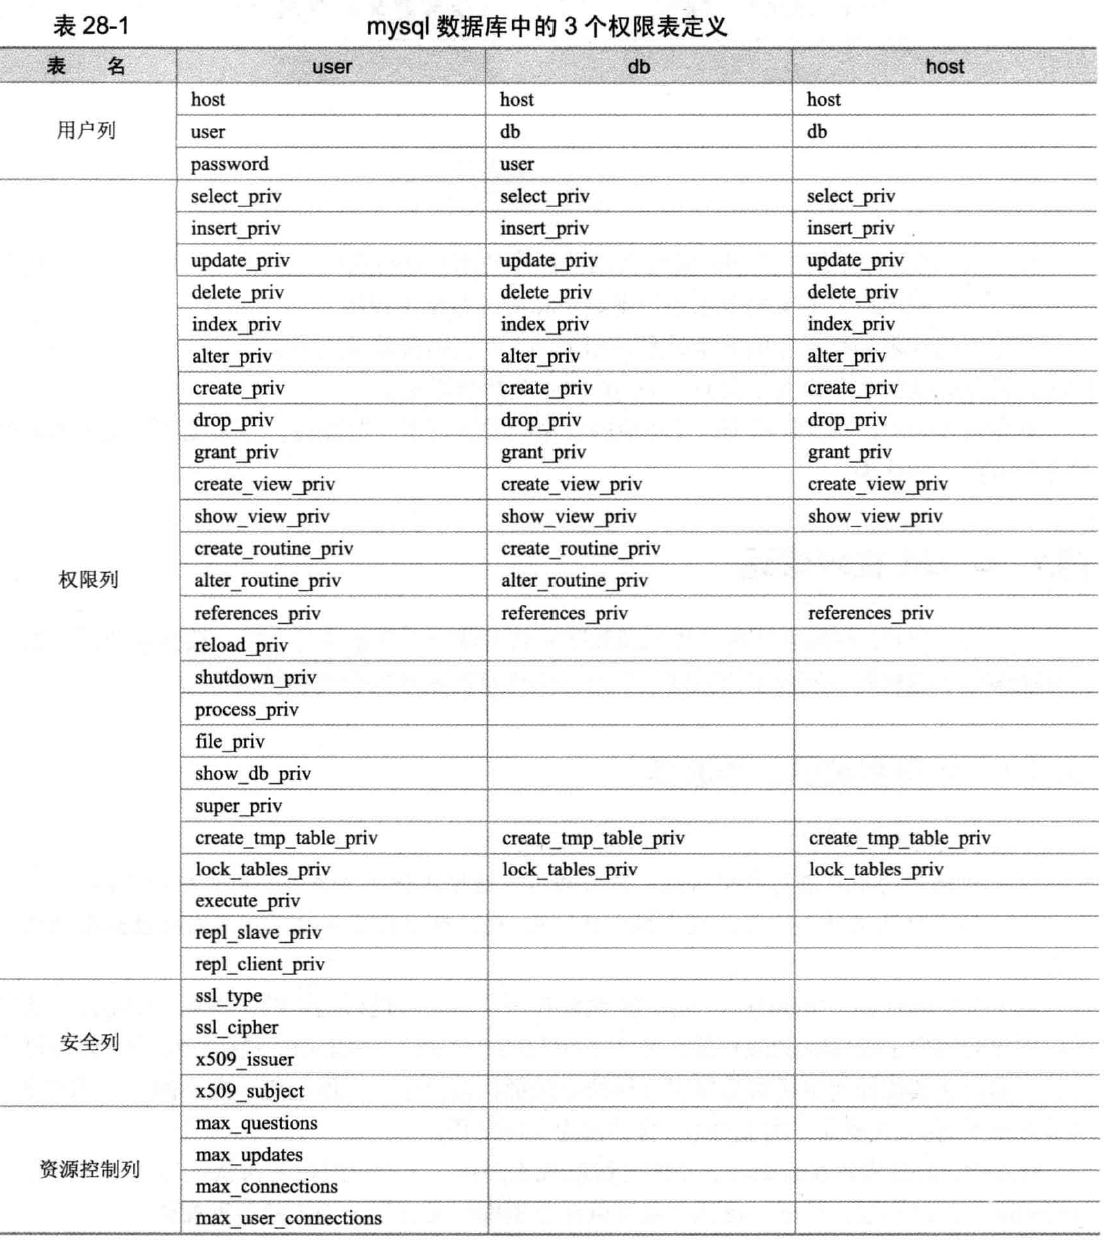 表 28-1 mysql 数据库中的 3 个权限表定义
表 名 user db host
用户列
host host host
user db db
password user
权限列
select_priv select_priv select_priv
insert_priv insert_priv insert_priv
update_priv update_priv update_priv
delete_priv delete_priv delete_priv
index_priv index_priv index_priv
alter_priv alter_priv alter_priv
create_priv create_priv create_priv
drop_priv drop_priv drop_priv
grant_priv grant_priv grant_priv
create_view_priv create_view_priv create_view_priv
show_view_priv show_view_priv show_view_priv
create_routine_priv create_routine_priv
alter_routine_priv alter_routine_priv
references_priv references_priv references_priv
reload_priv
shutdown_priv
process_priv
file_priv
show_db_priv
super_priv
create_tmp_table_priv create_tmp_table_priv create_tmp_table_priv
lock_tables_priv lock_tables_priv lock_tables_priv
execute_priv
repl_slave_priv
repl_client_priv
安全列
ssl_type
ssl_cipher
x509_issuer
x509_subject
资源控制列
max_questions
max_updates
max_connections
max_user_connections